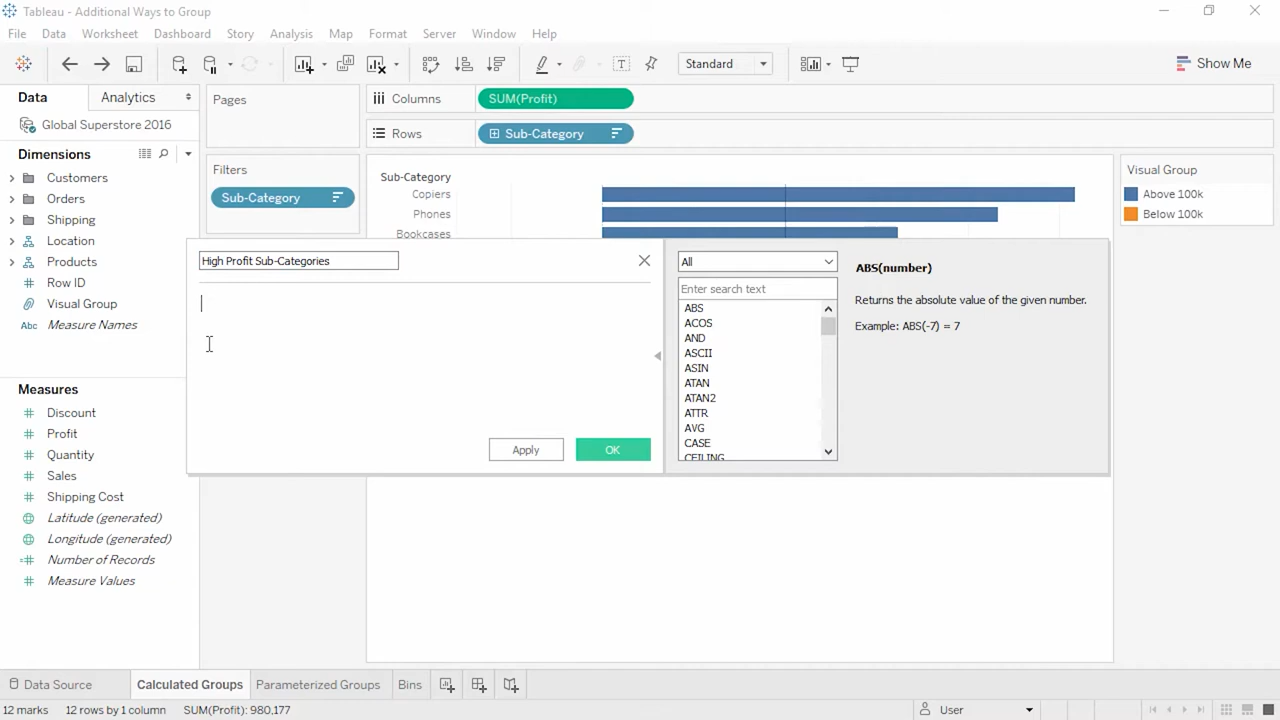 Tableau - Additional Ways to Group
File Data Worksheet Dashboard Story Analysis Map Format Server Window Help
Standard
Show Me
Data
Analytics
Global Superstore 2016
Dimensions
Customers
Orders
Shipping
Location
Products
Row ID
Visual Group
Abc Measure Names
Measures
Discount
Profit
Quantity
Sales
Shipping Cost
Latitude (generated)
Longitude (generated)
Number of Records
Measure Values
Pages
Filters
Sub-Category
Columns
SUM(Profit)
Rows
Sub-Category
Sub-Category
Copiers
Phones
Bookcases
Visual Group
Above 100k
Below 100k
High Profit Sub-Categories
Apply
OK
All
Enter search text
ABS
ACOS
AND
ASCII
ASIN
ATAN
ATAN2
ATTR
AVG
CASE
CEILING
ABS(number)
Returns the absolute value of the given number.
Example: ABS(-7) = 7
Data Source
Calculated Groups
Parameterized Groups
Bins
12 marks
12 rows by 1 column
SUM(Profit): 980,177
User